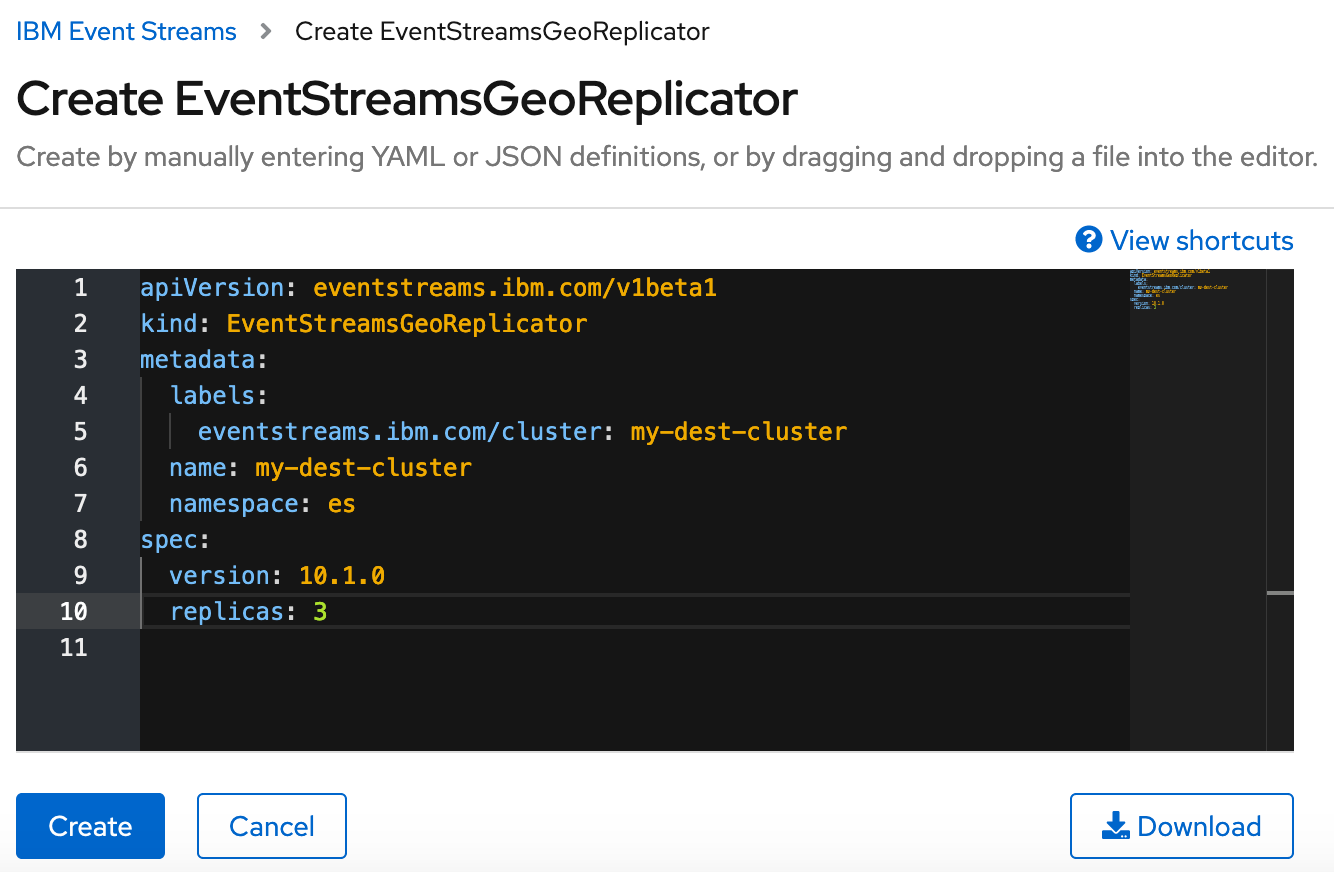 IBM Event Streams > Create EventStreamsGeoReplicator
Create EventStreamsGeoReplicator
Create by manually entering YAML or JSON definitions, or by dragging and dropping a file into the editor.
View shortcuts
1 apiVersion: eventstreams.ibm.com/v1beta1
2 kind: EventStreamsGeoReplicator
3 metadata:
4   labels:
5     eventstreams.ibm.com/cluster: my-dest-cluster
6   name: my-dest-cluster
7   namespace: es
8 spec:
9   version: 10.1.0
10   replicas: 3
11
Create Cancel Download